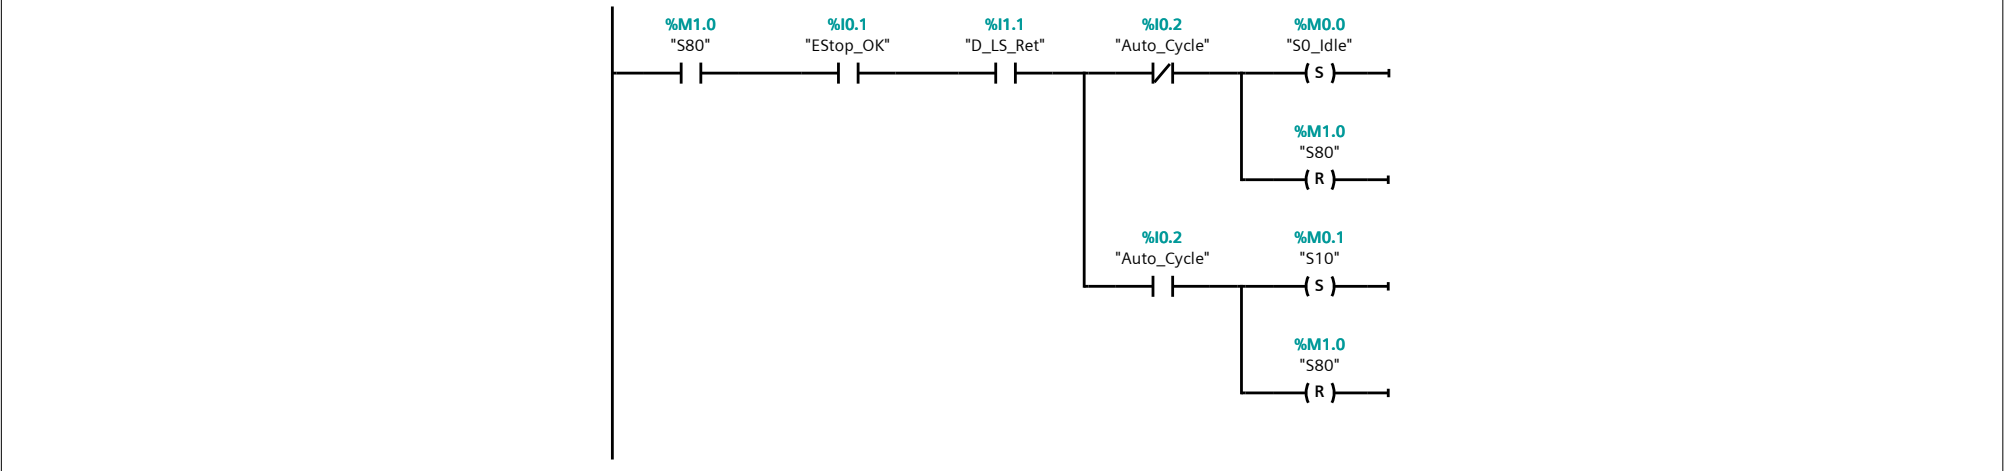 %M1.0 %I0.1 %I1.1 %I0.2 %M0.0
"S80" "EStop_OK" "D_LS_Ret" "Auto_Cycle" "S0_Idle"
S
%M1.0
"S80"
R
%I0.2 %M0.1
"Auto_Cycle" "S10"
S
%M1.0
"S80"
R